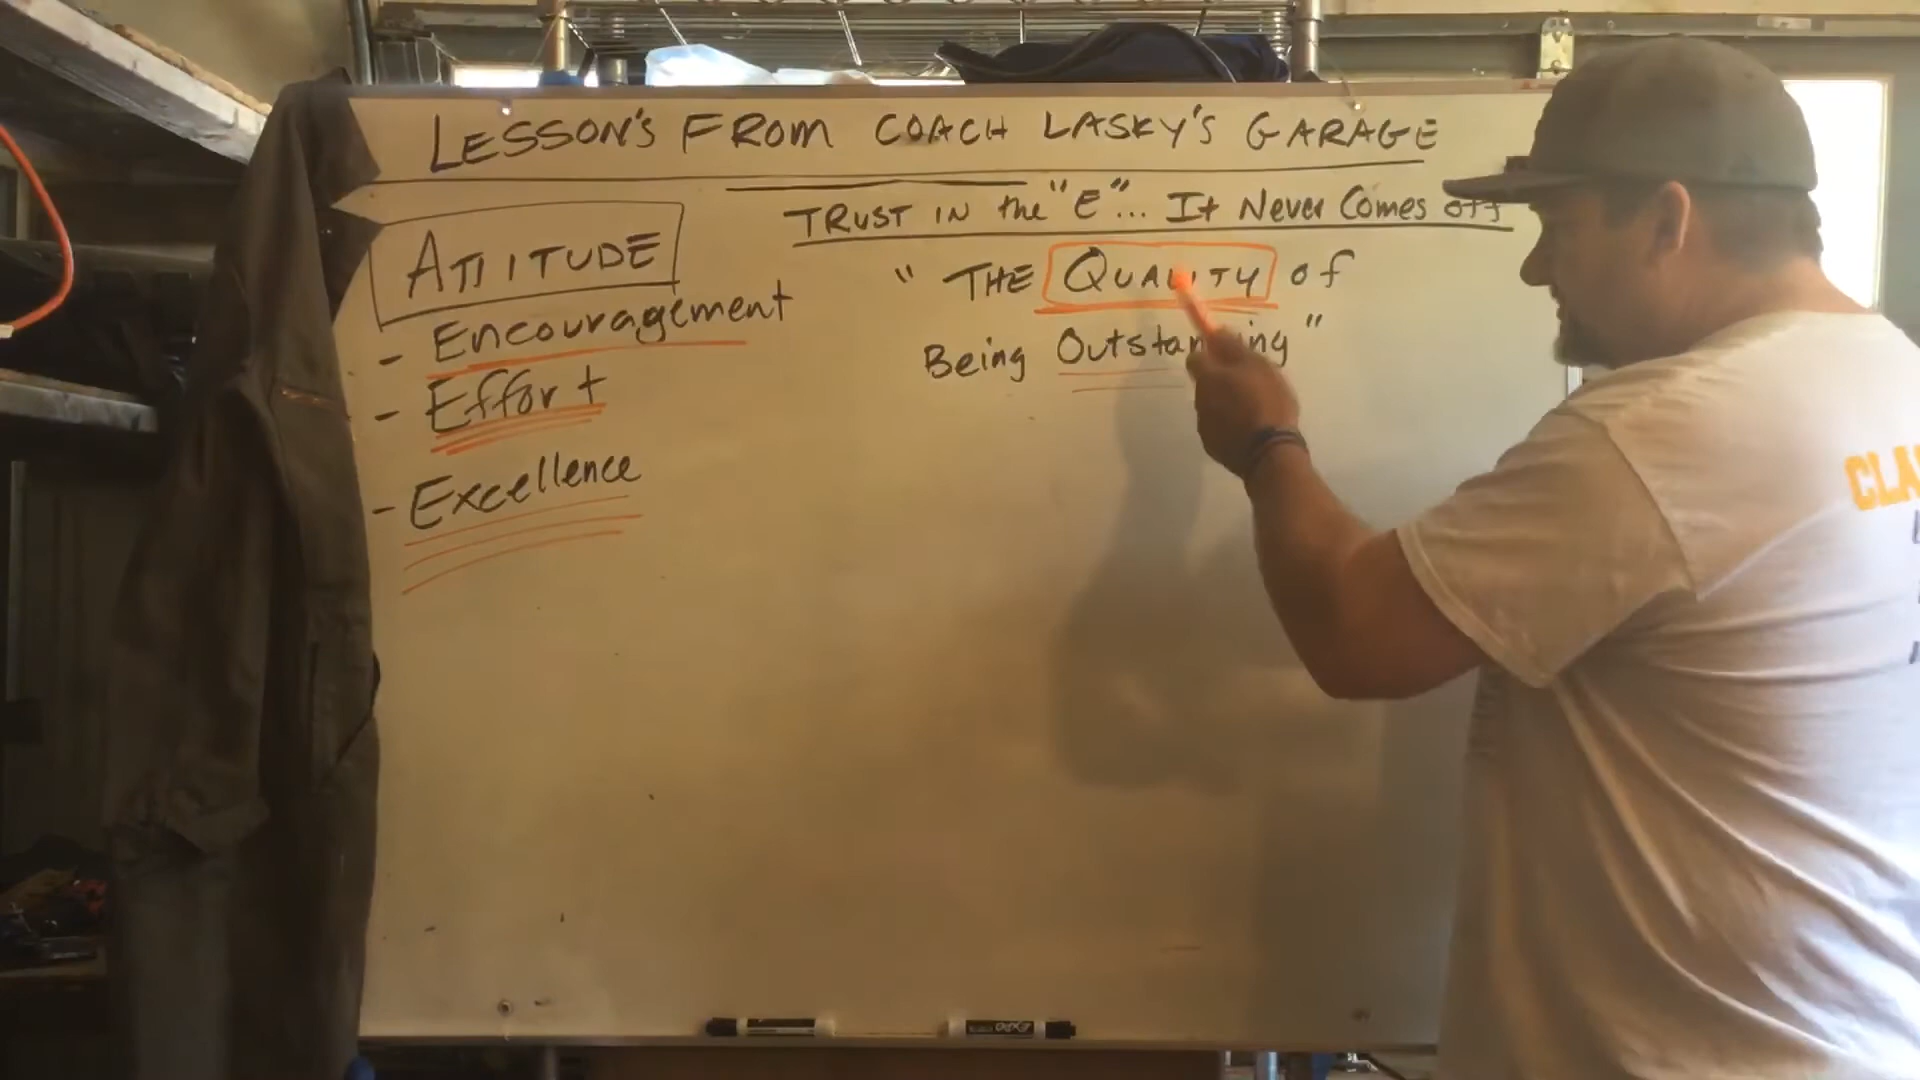 LESSON'S FROM COACH LASKY'S GARAGE
TRUST IN the "E"... It Never Comes off
ATTITUDE
- Encouragement
- Effort
- Excellence
"THE QUALITY of
Being Outstanding"
EXPO